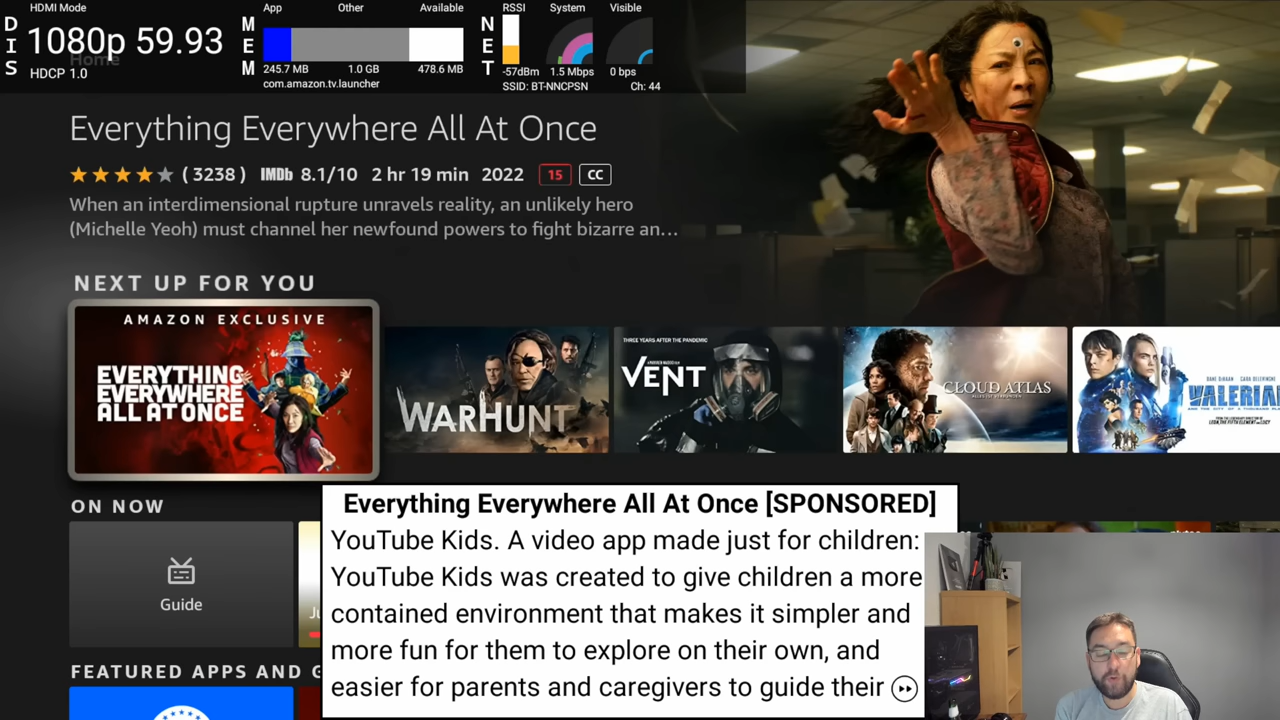 HDMI Mode
DIS
1080p 59.93
Home
HDCP 1.0
MEM
App Other Available
245.7 MB 1.0 GB 478.6 MB
com.amazon.tv.launcher
NET
RSSI System Visible
-57dBm 1.5 Mbps 0 bps
SSID: BT-NNCPSN Ch: 44
Everything Everywhere All At Once
( 3238 ) IMDb 8.1/10 2 hr 19 min 2022 15 CC
When an interdimensional rupture unravels reality, an unlikely hero
(Michelle Yeoh) must channel her newfound powers to fight bizarre an...
NEXT UP FOR YOU
AMAZON EXCLUSIVE
EVERYTHING
EVERYWHERE
ALL AT ONCE
WARHUNT
THREE YEARS AFTER THE PANDEMIC
VENT
CLOUD ATLAS
DANE DEHAAN CARA DELEVINGNE
VALERIA
ON NOW
Guide
Ju
Everything Everywhere All At Once [SPONSORED]
YouTube Kids. A video app made just for children:
YouTube Kids was created to give children a more
contained environment that makes it simpler and
more fun for them to explore on their own, and
easier for parents and caregivers to guide their
FEATURED APPS AND G